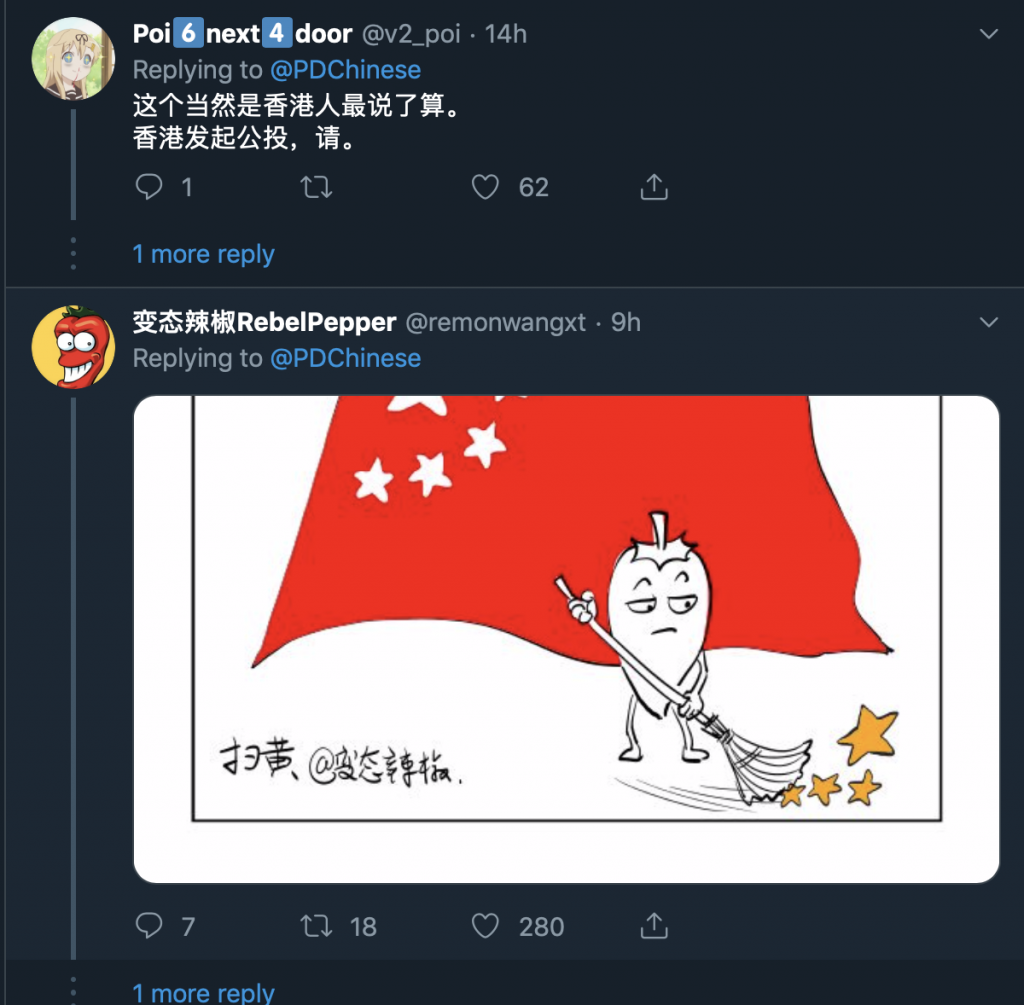 Poi6️⃣next4️⃣door @v2_poi · 14h
Replying to @PDChinese
这个当然是香港人最说了算。
香港发起公投，请。
1 62
1 more reply
变态辣椒RebelPepper @remonwangxt · 9h
Replying to @PDChinese
扫黄、@变态辣椒.
7 18 280
1 more reply